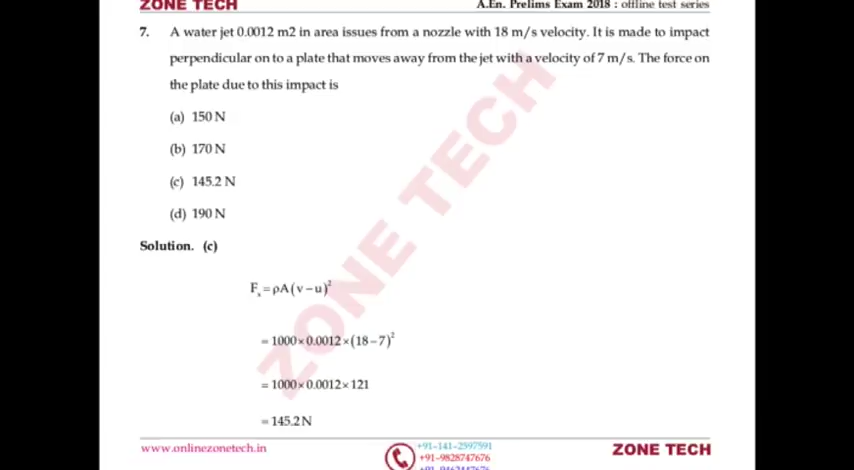 ZONE TECH
A.En. Prelims Exam 2018 : offline test series
7. A water jet 0.0012 m2 in area issues from a nozzle with 18 m/s velocity. It is made to impact
perpendicular on to a plate that moves away from the jet with a velocity of 7 m/s. The force on
the plate due to this impact is
(a) 150 N
(b) 170 N
(c) 145.2 N
(d) 190 N
Solution. (c)
Fₓ = ρA(v – u)²
= 1000 × 0.0012 × (18 – 7)²
= 1000 × 0.0012 × 121
= 145.2 N
ZONE TECH
www.onlinezonetech.in
+91-141-2597591
+91-9828747676
ZONE TECH